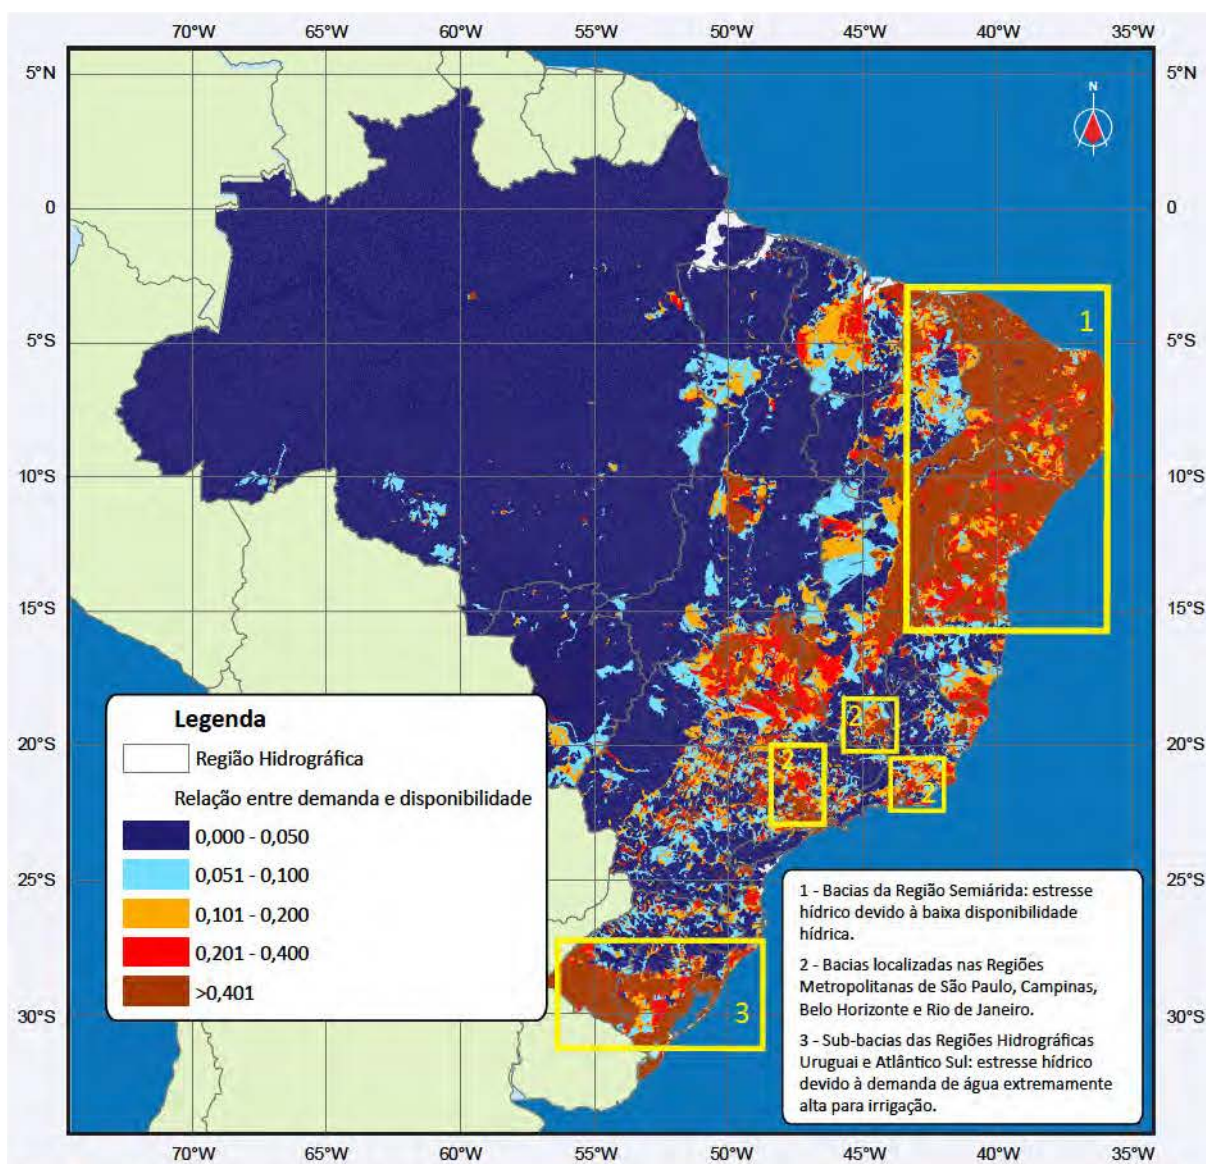 70°W 65°W 60°W 55°W 50°W 45°W 40°W 35°W
5°N 5°N
N
0 0
1
5°S 5°S
10°S 10°S
15°S 15°S
Legenda
Região Hidrográfica
Relação entre demanda e disponibilidade
0,000 - 0,050
0,051 - 0,100
0,101 - 0,200
0,201 - 0,400
>0,401
2
20°S 20°S
2
2
25°S 25°S
1 - Bacias da Região Semiárida: estresse
hídrico devido à baixa disponibilidade
hídrica.
2 - Bacias localizadas nas Regiões
Metropolitanas de São Paulo, Campinas,
Belo Horizonte e Rio de Janeiro.
3 - Sub-bacias das Regiões Hidrográficas
Uruguai e Atlântico Sul: estresse hídrico
devido à demanda de água extremamente
alta para irrigação.
3
30°S 30°S
70°W 65°W 60°W 55°W 50°W 45°W 40°W 35°W